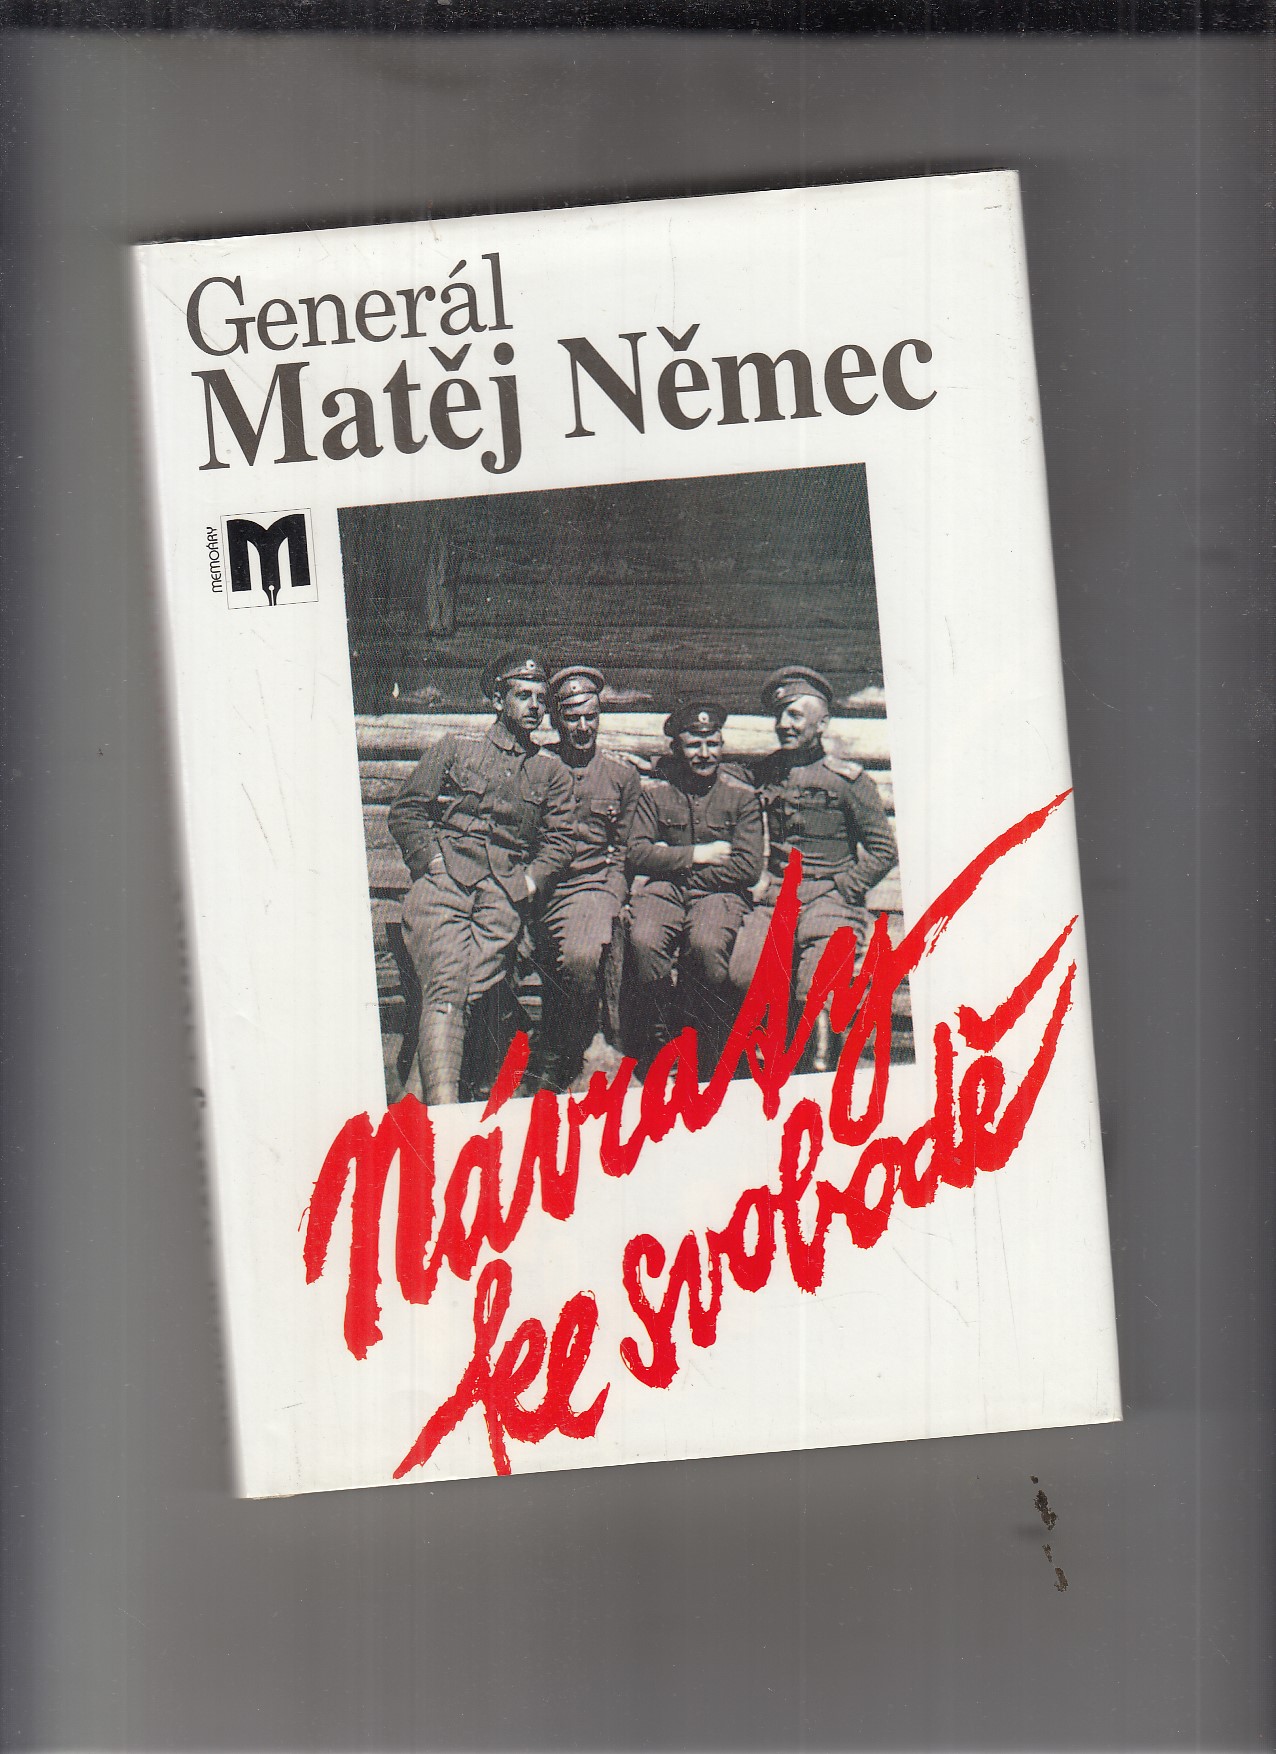 Generál
Matěj Němec
MEMOÁRY
M
Návraty
ke svobodě